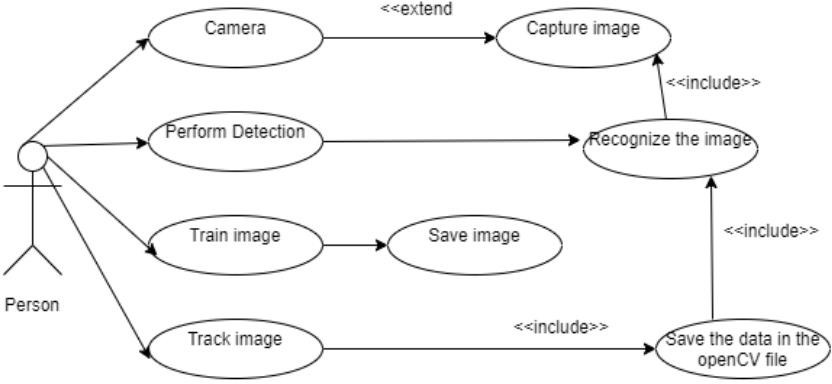 <<extend
Camera
Capture image
<<include>>
Perform Detection
Recognize the image
Train image
Save image
<<include>>
Person
<<include>>
Track image
Save the data in the
openCV file